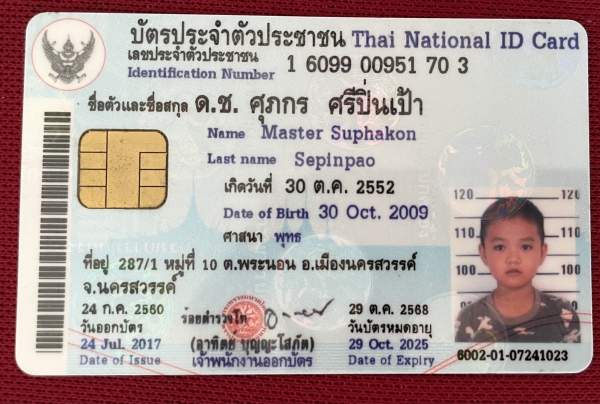 บัตรประจำตัวประชาชน Thai National ID Card
เลขประจำตัวประชาชน
Identification Number 1 6099 00951 70 3
ชื่อตัวและชื่อสกุล ด.ช. ศุภกร ศรีปิ่นเป้า
Name Master Suphakon
Last name Sepinpao
เกิดวันที่ 30 ต.ค. 2552
Date of Birth 30 Oct. 2009
ศาสนา พุทธ
ที่อยู่ 287/1 หมู่ที่ 10 ต.พระนอน อ.เมืองนครสวรรค์
จ.นครสวรรค์
24 ก.ค. 2560
วันออกบัตร
24 Jul. 2017
Date of Issue
ร้อยตำรวจโท
(อาทิตย์ บุญญะโสภัต)
เจ้าพนักงานออกบัตร
29 ต.ค. 2568
วันบัตรหมดอายุ
29 Oct. 2025
Date of Expiry
120 120
110 110
100 100
90
6002-01-07241023